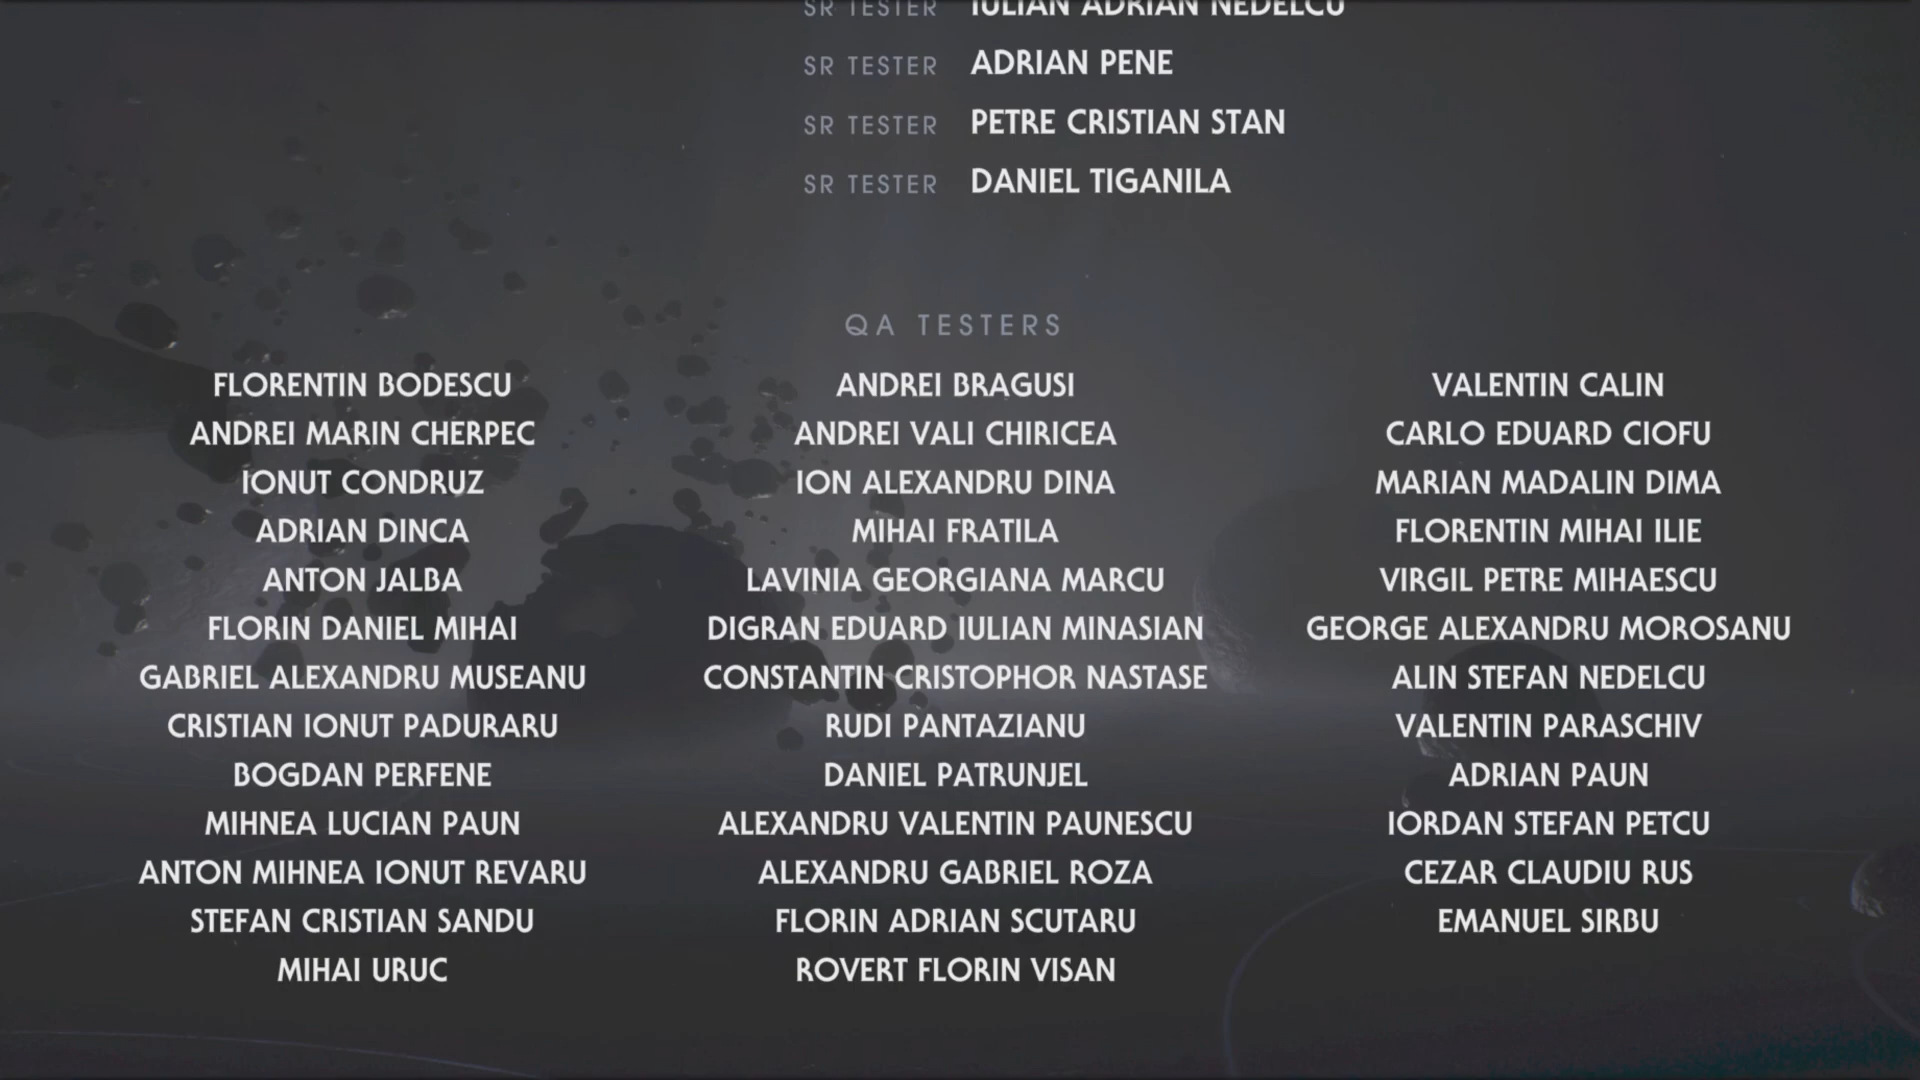 SR TESTER IULIAN ADRIAN NEDELCU
SR TESTER ADRIAN PENE
SR TESTER PETRE CRISTIAN STAN
SR TESTER DANIEL TIGANILA
QA TESTERS
FLORENTIN BODESCU ANDREI BRAGUSI VALENTIN CALIN
ANDREI MARIN CHERPEC ANDREI VALI CHIRICEA CARLO EDUARD CIOFU
IONUT CONDRUZ ION ALEXANDRU DINA MARIAN MADALIN DIMA
ADRIAN DINCA MIHAI FRATILA FLORENTIN MIHAI ILIE
ANTON JALBA LAVINIA GEORGIANA MARCU VIRGIL PETRE MIHAESCU
FLORIN DANIEL MIHAI DIGRAN EDUARD IULIAN MINASIAN GEORGE ALEXANDRU MOROSANU
GABRIEL ALEXANDRU MUSEANU CONSTANTIN CRISTOPHOR NASTASE ALIN STEFAN NEDELCU
CRISTIAN IONUT PADURARU RUDI PANTAZIANU VALENTIN PARASCHIV
BOGDAN PERFENE DANIEL PATRUNJEL ADRIAN PAUN
MIHNEA LUCIAN PAUN ALEXANDRU VALENTIN PAUNESCU IORDAN STEFAN PETCU
ANTON MIHNEA IONUT REVARU ALEXANDRU GABRIEL ROZA CEZAR CLAUDIU RUS
STEFAN CRISTIAN SANDU FLORIN ADRIAN SCUTARU EMANUEL SIRBU
MIHAI URUC ROVERT FLORIN VISAN